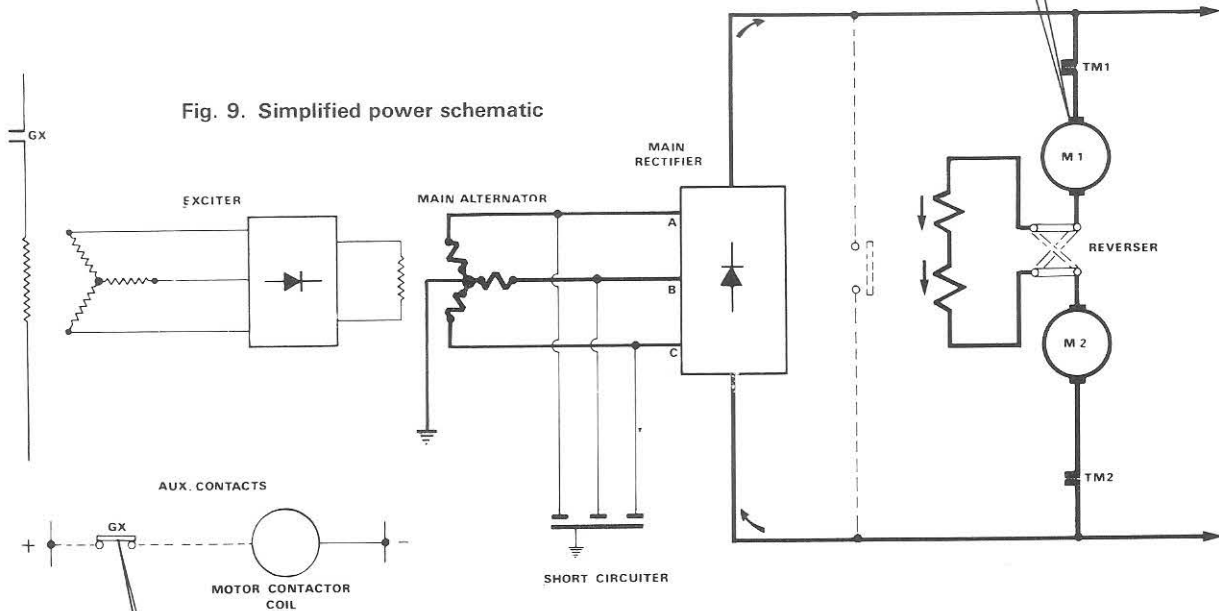 Fig. 9. Simplified power schematic
GX
EXCITER
MAIN ALTERNATOR
MAIN
RECTIFIER
A
B
C
TM1
M1
REVERSER
M2
TM2
AUX. CONTACTS
GX
+
-
MOTOR CONTACTOR
COIL
SHORT CIRCUITER